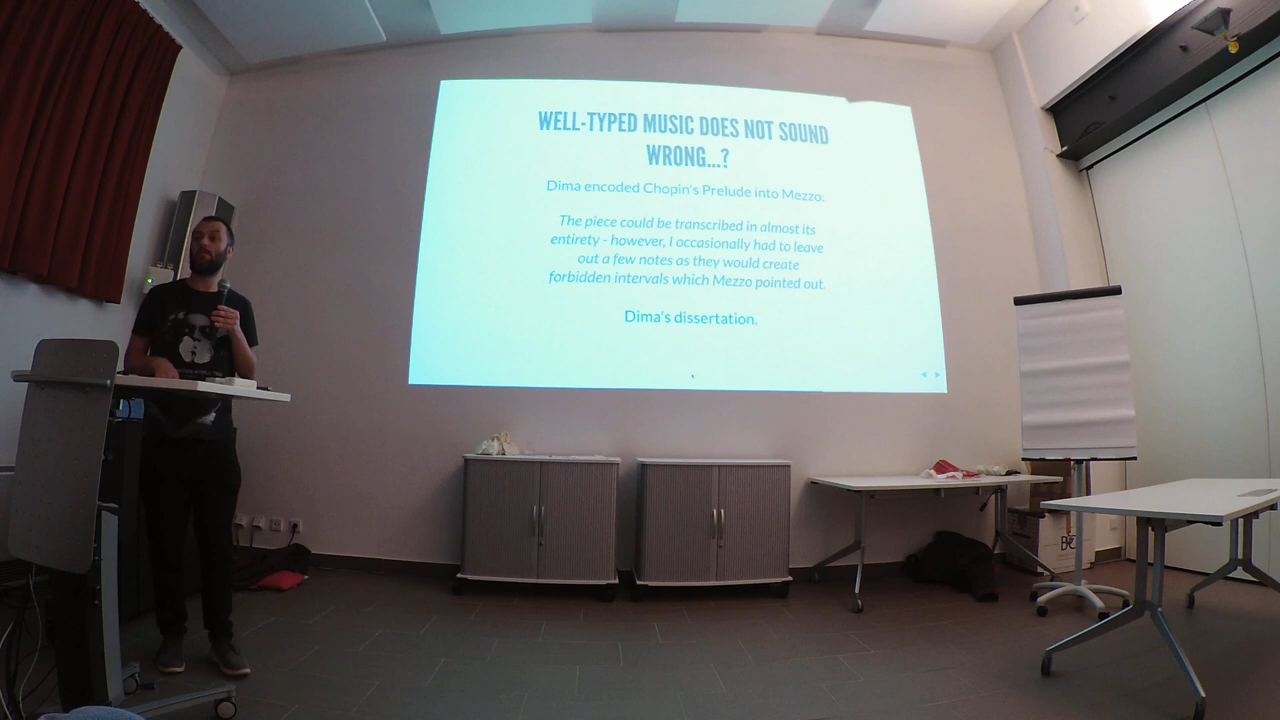 WELL-TYPED MUSIC DOES NOT SOUND
WRONG...?
Dima encoded Chopin's Prelude into Mezzo:
The piece could be transcribed in almost its
entirety - however, I occasionally had to leave
out a few notes as they would create
forbidden intervals which Mezzo pointed out.
Dima's dissertation.